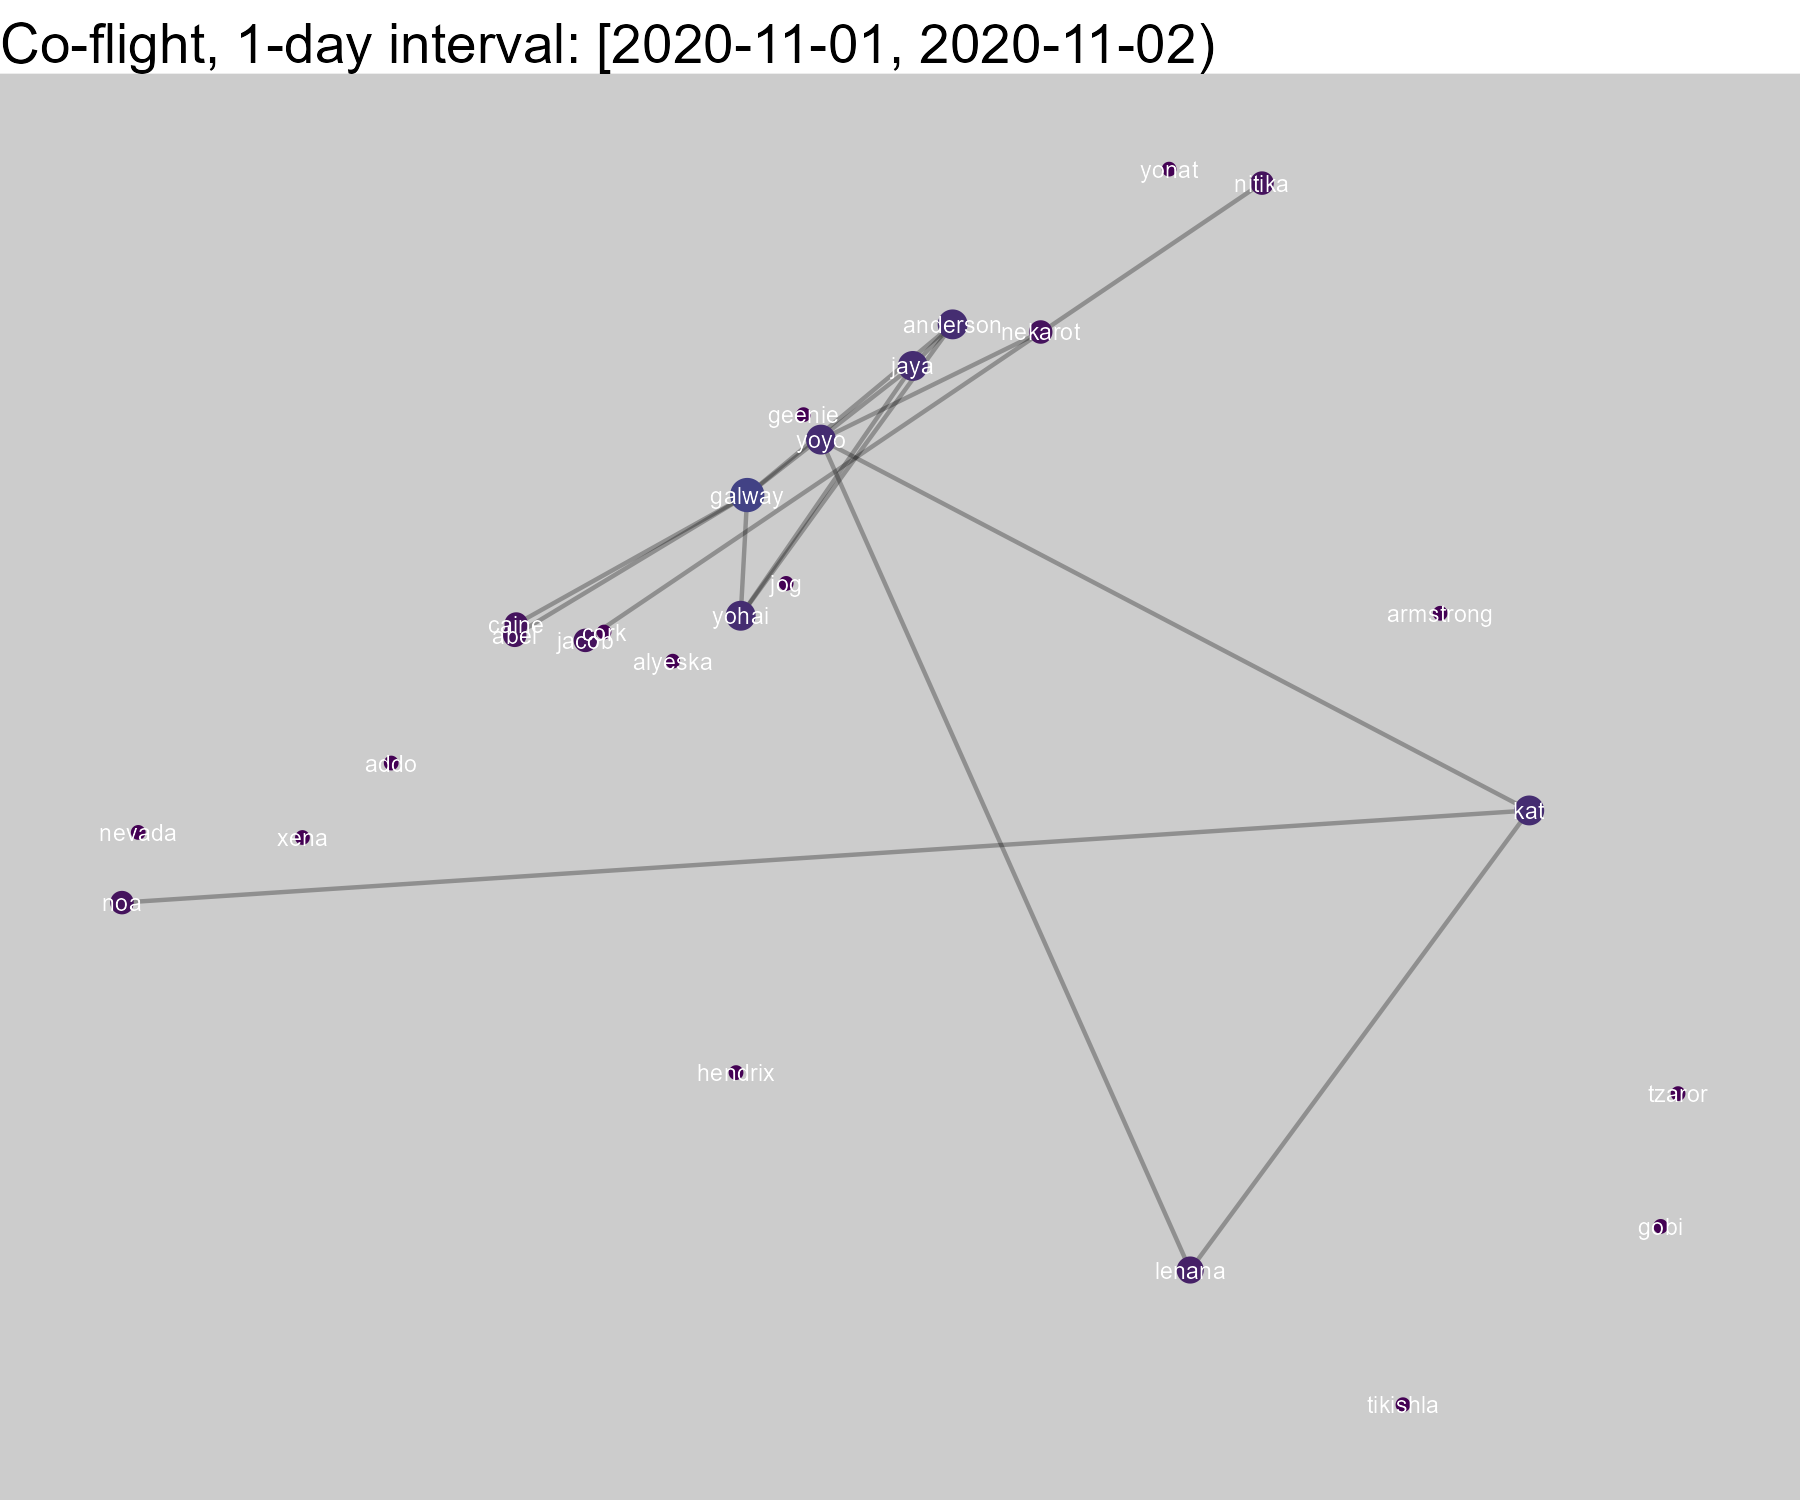 Co-flight, 1-day interval: [2020-11-01, 2020-11-02)
yonat
nitika
anderson
nekarot
jaya
geenie
yoyo
galway
jog
yohai
armstrong
caine
abel
jacob
cork
alyeska
addo
kat
nevada
xena
noa
hendrix
tzaror
gobi
lenana
tikishla